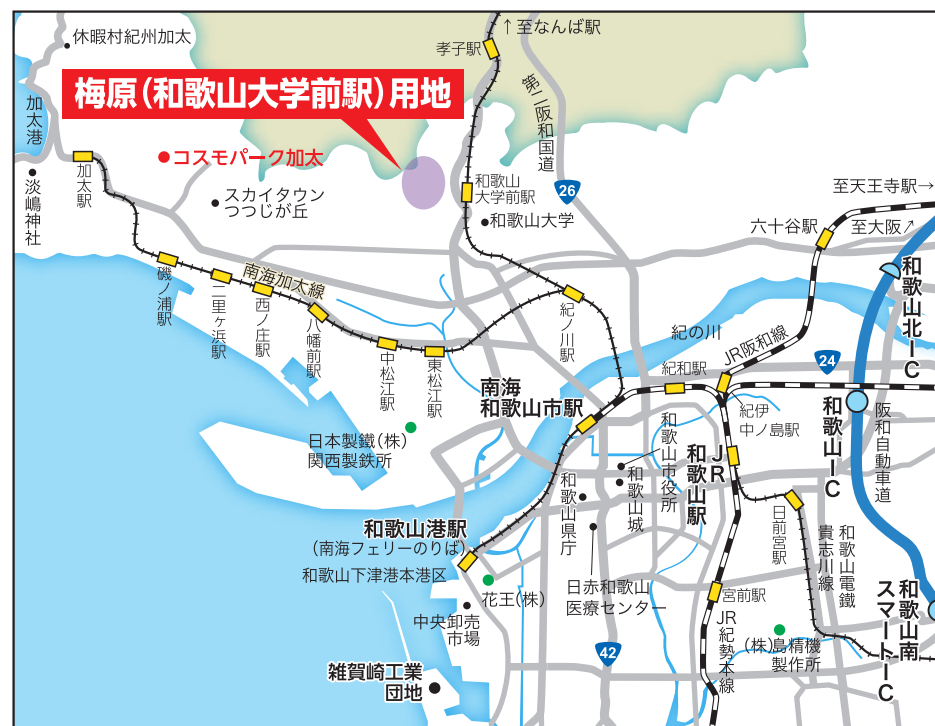 休暇村紀州加太
↑至なんば駅
孝子駅
第二阪和国道
梅原(和歌山大学前駅)用地
加太港
コスモパーク加太
加太駅
淡嶋神社
スカイタウン
つつじが丘
和歌山
大学前駅
和歌山大学
26
至天王寺駅→
六十谷駅
至大阪↗
和歌山北IC
南海加太線
磯ノ浦駅
二里ヶ浜駅
西ノ庄駅
八幡前駅
中松江駅
東松江駅
紀ノ川駅
紀の川
JR阪和線
24
紀和駅
南海
和歌山市駅
紀伊
中ノ島駅
和歌山IC
阪和自動車道
日本製鐵(株)
関西製鉄所
和歌山市役所
JR
和歌山駅
和歌山城
和歌山県庁
日前宮駅
和歌山電鐵
貴志川線
和歌山港駅
(南海フェリーのりば)
和歌山下津港本港区
花王(株)
日赤和歌山
医療センター
中央卸売
市場
宮前駅
JR紀勢本線
(株)島精機
製作所
和歌山南
スマートIC
42
雑賀崎工業
団地